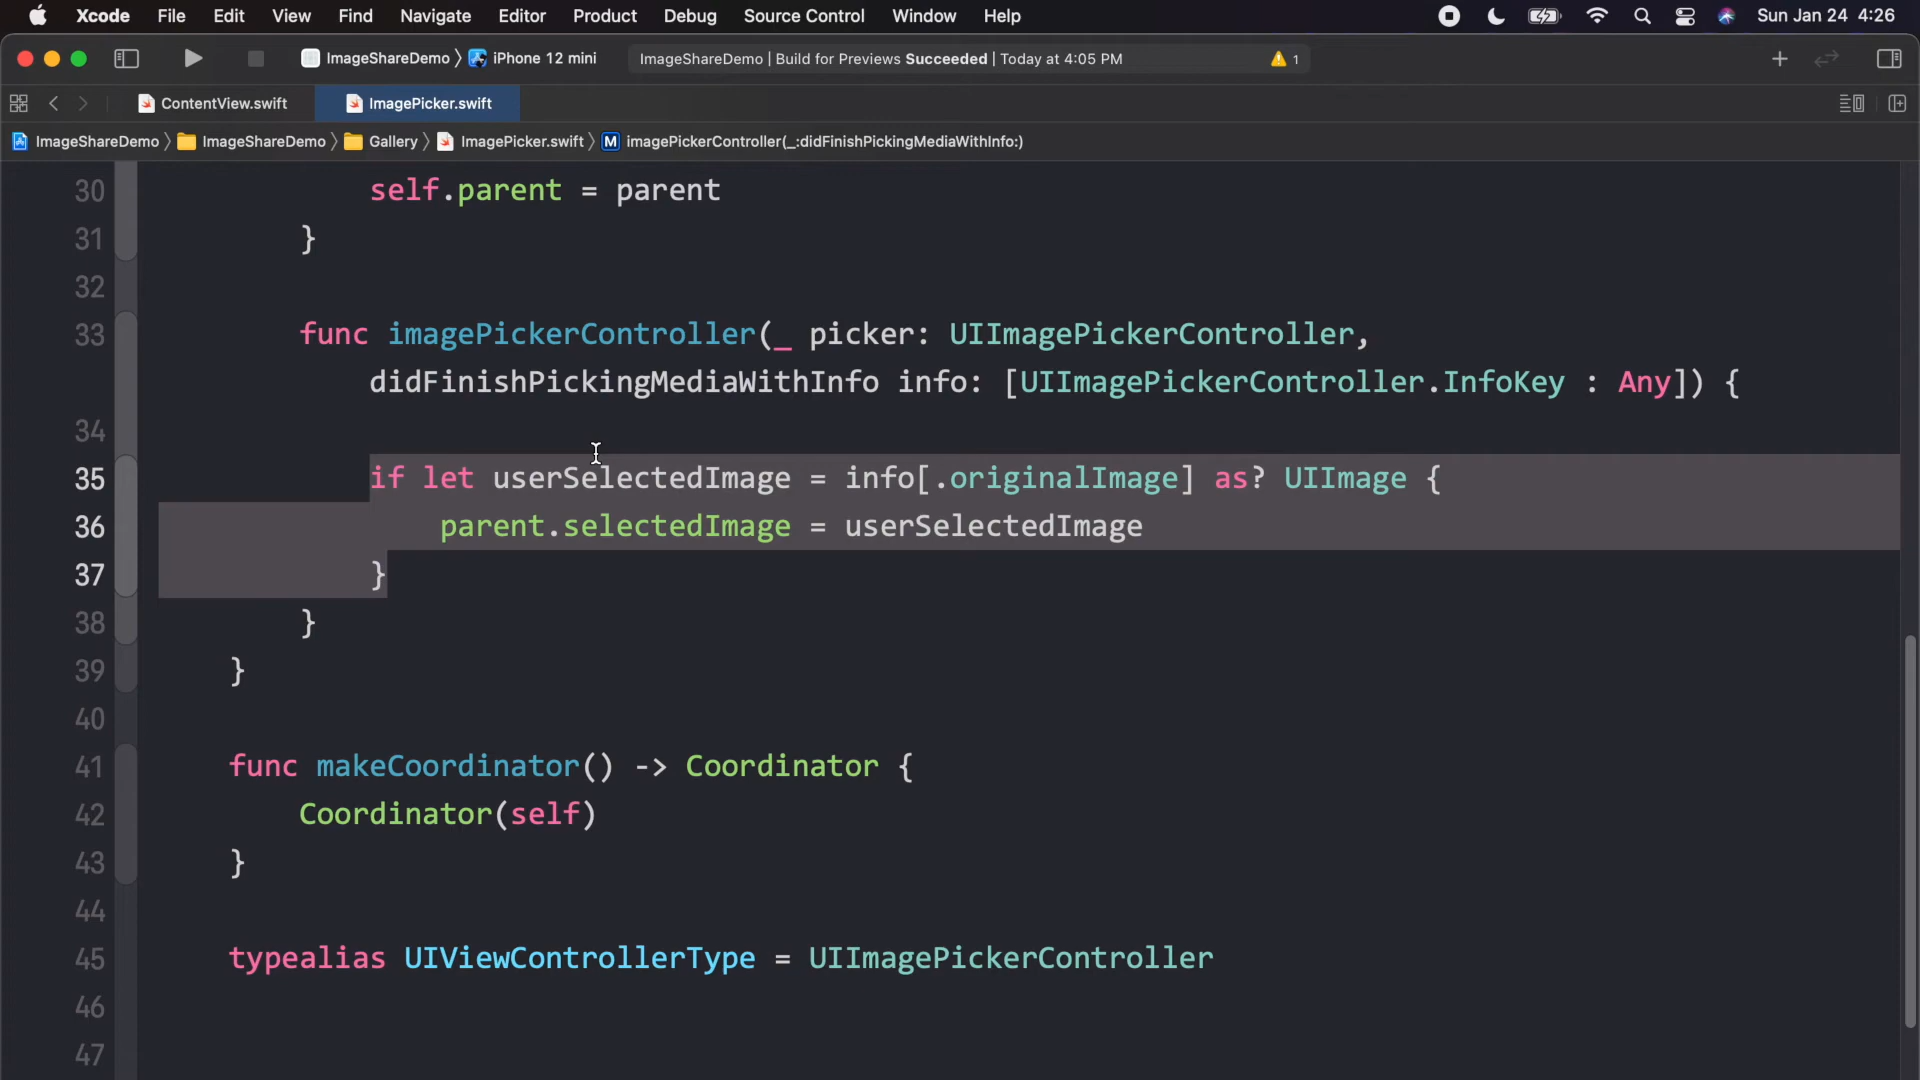 Xcode File Edit View Find Navigate Editor Product Debug Source Control Window Help Sun Jan 24 4:26
ImageShareDemo 〉 iPhone 12 mini ImageShareDemo | Build for Previews Succeeded | Today at 4:05 PM 1
ContentView.swift ImagePicker.swift
ImageShareDemo 〉 ImageShareDemo 〉 Gallery 〉 ImagePicker.swift 〉 M imagePickerController(_:didFinishPickingMediaWithInfo:)
30 self.parent = parent
31 }
32
33 func imagePickerController(_ picker: UIImagePickerController,
didFinishPickingMediaWithInfo info: [UIImagePickerController.InfoKey : Any]) {
34
35 if let userSelectedImage = info[.originalImage] as? UIImage {
36 parent.selectedImage = userSelectedImage
37 }
38 }
39 }
40
41 func makeCoordinator() -> Coordinator {
42 Coordinator(self)
43 }
44
45 typealias UIViewControllerType = UIImagePickerController
46
47